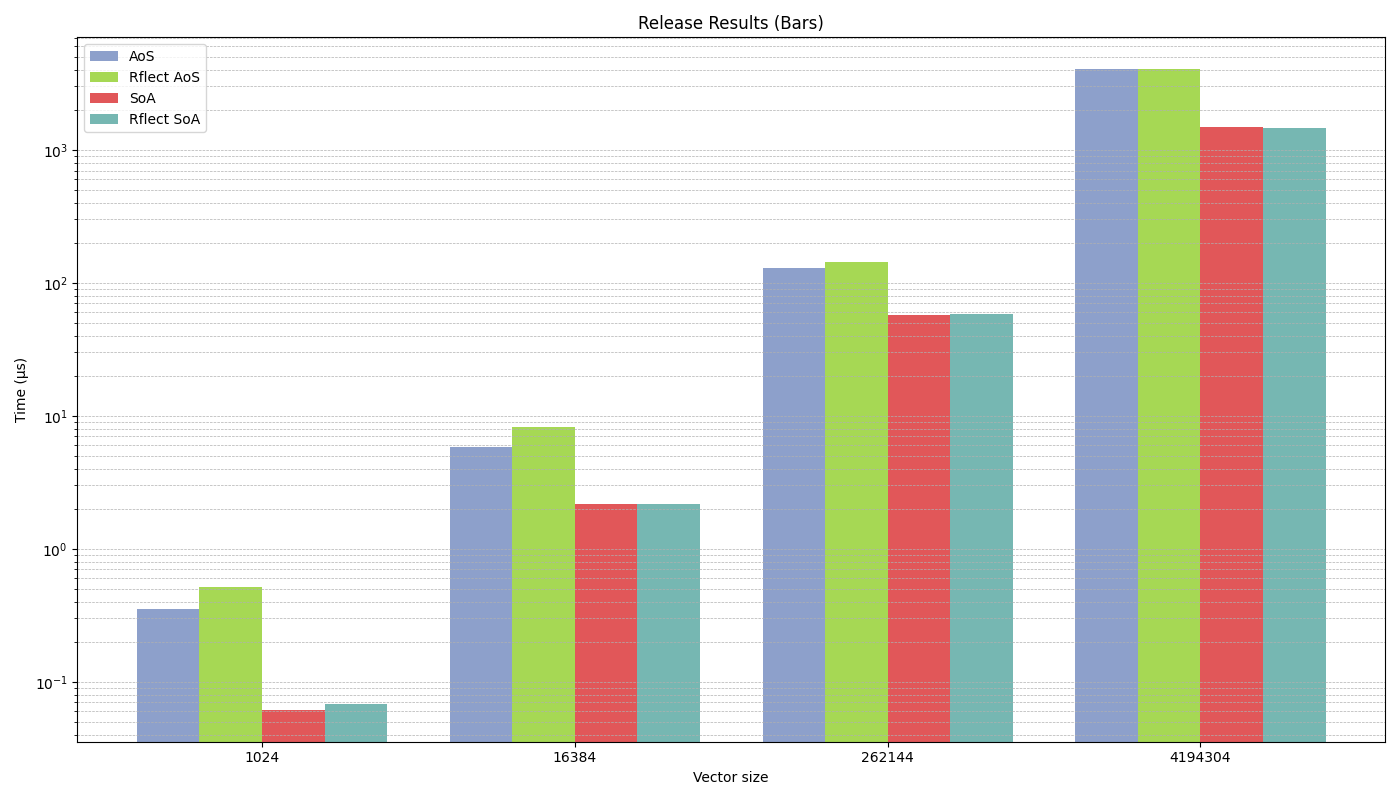 Release Results (Bars)
AoS
Rflect AoS
SoA
Rflect SoA
10³
10²
10¹
10⁰
10⁻¹
Time (µs)
1024 16384 262144 4194304
Vector size